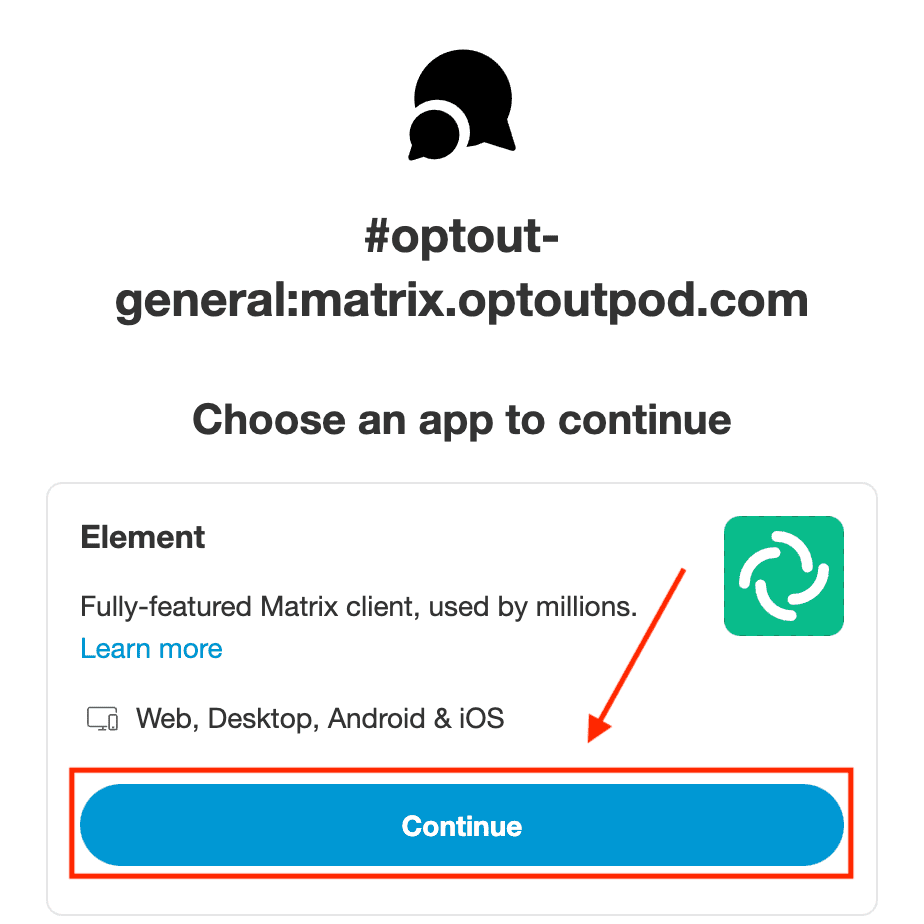 #optout-
general:matrix.optoutpod.com
Choose an app to continue
Element
Fully-featured Matrix client, used by millions.
Learn more
Web, Desktop, Android & iOS
Continue